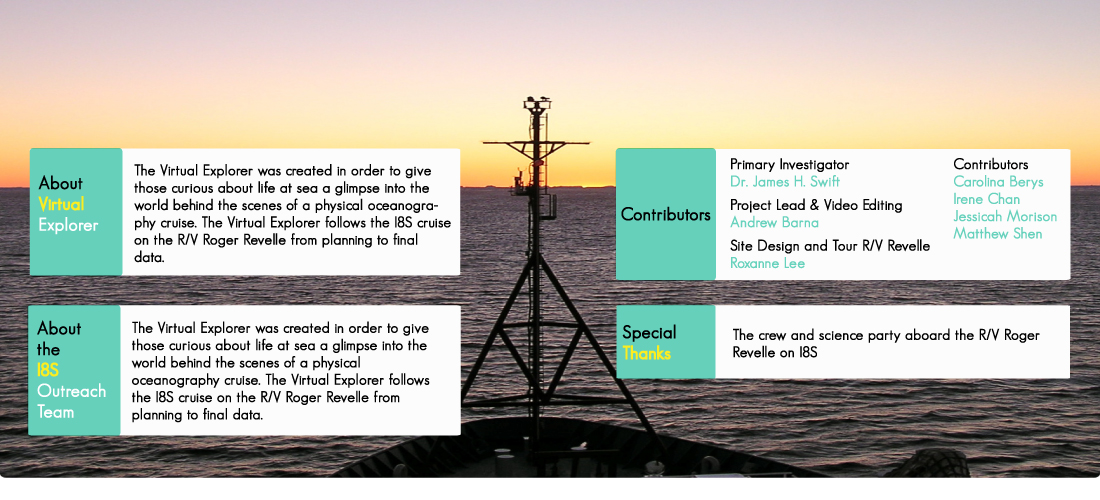 About
Virtual
Explorer
The Virtual Explorer was created in order to give
those curious about life at sea a glimpse into the
world behind the scenes of a physical oceanogra-
phy cruise. The Virtual Explorer follows the I8S cruise
on the R/V Roger Revelle from planning to final
data.
About
the
I8S
Outreach
Team
The Virtual Explorer was created in order to give
those curious about life at sea a glimpse into the
world behind the scenes of a physical
oceanography cruise. The Virtual Explorer follows
the I8S cruise on the R/V Roger Revelle from
planning to final data.
Contributors
Primary Investigator
Dr. James H. Swift
Project Lead & Video Editing
Andrew Barna
Site Design and Tour R/V Revelle
Roxanne Lee
Contributors
Carolina Berys
Irene Chan
Jessicah Morison
Matthew Shen
Special
Thanks
The crew and science party aboard the R/V Roger
Revelle on I8S